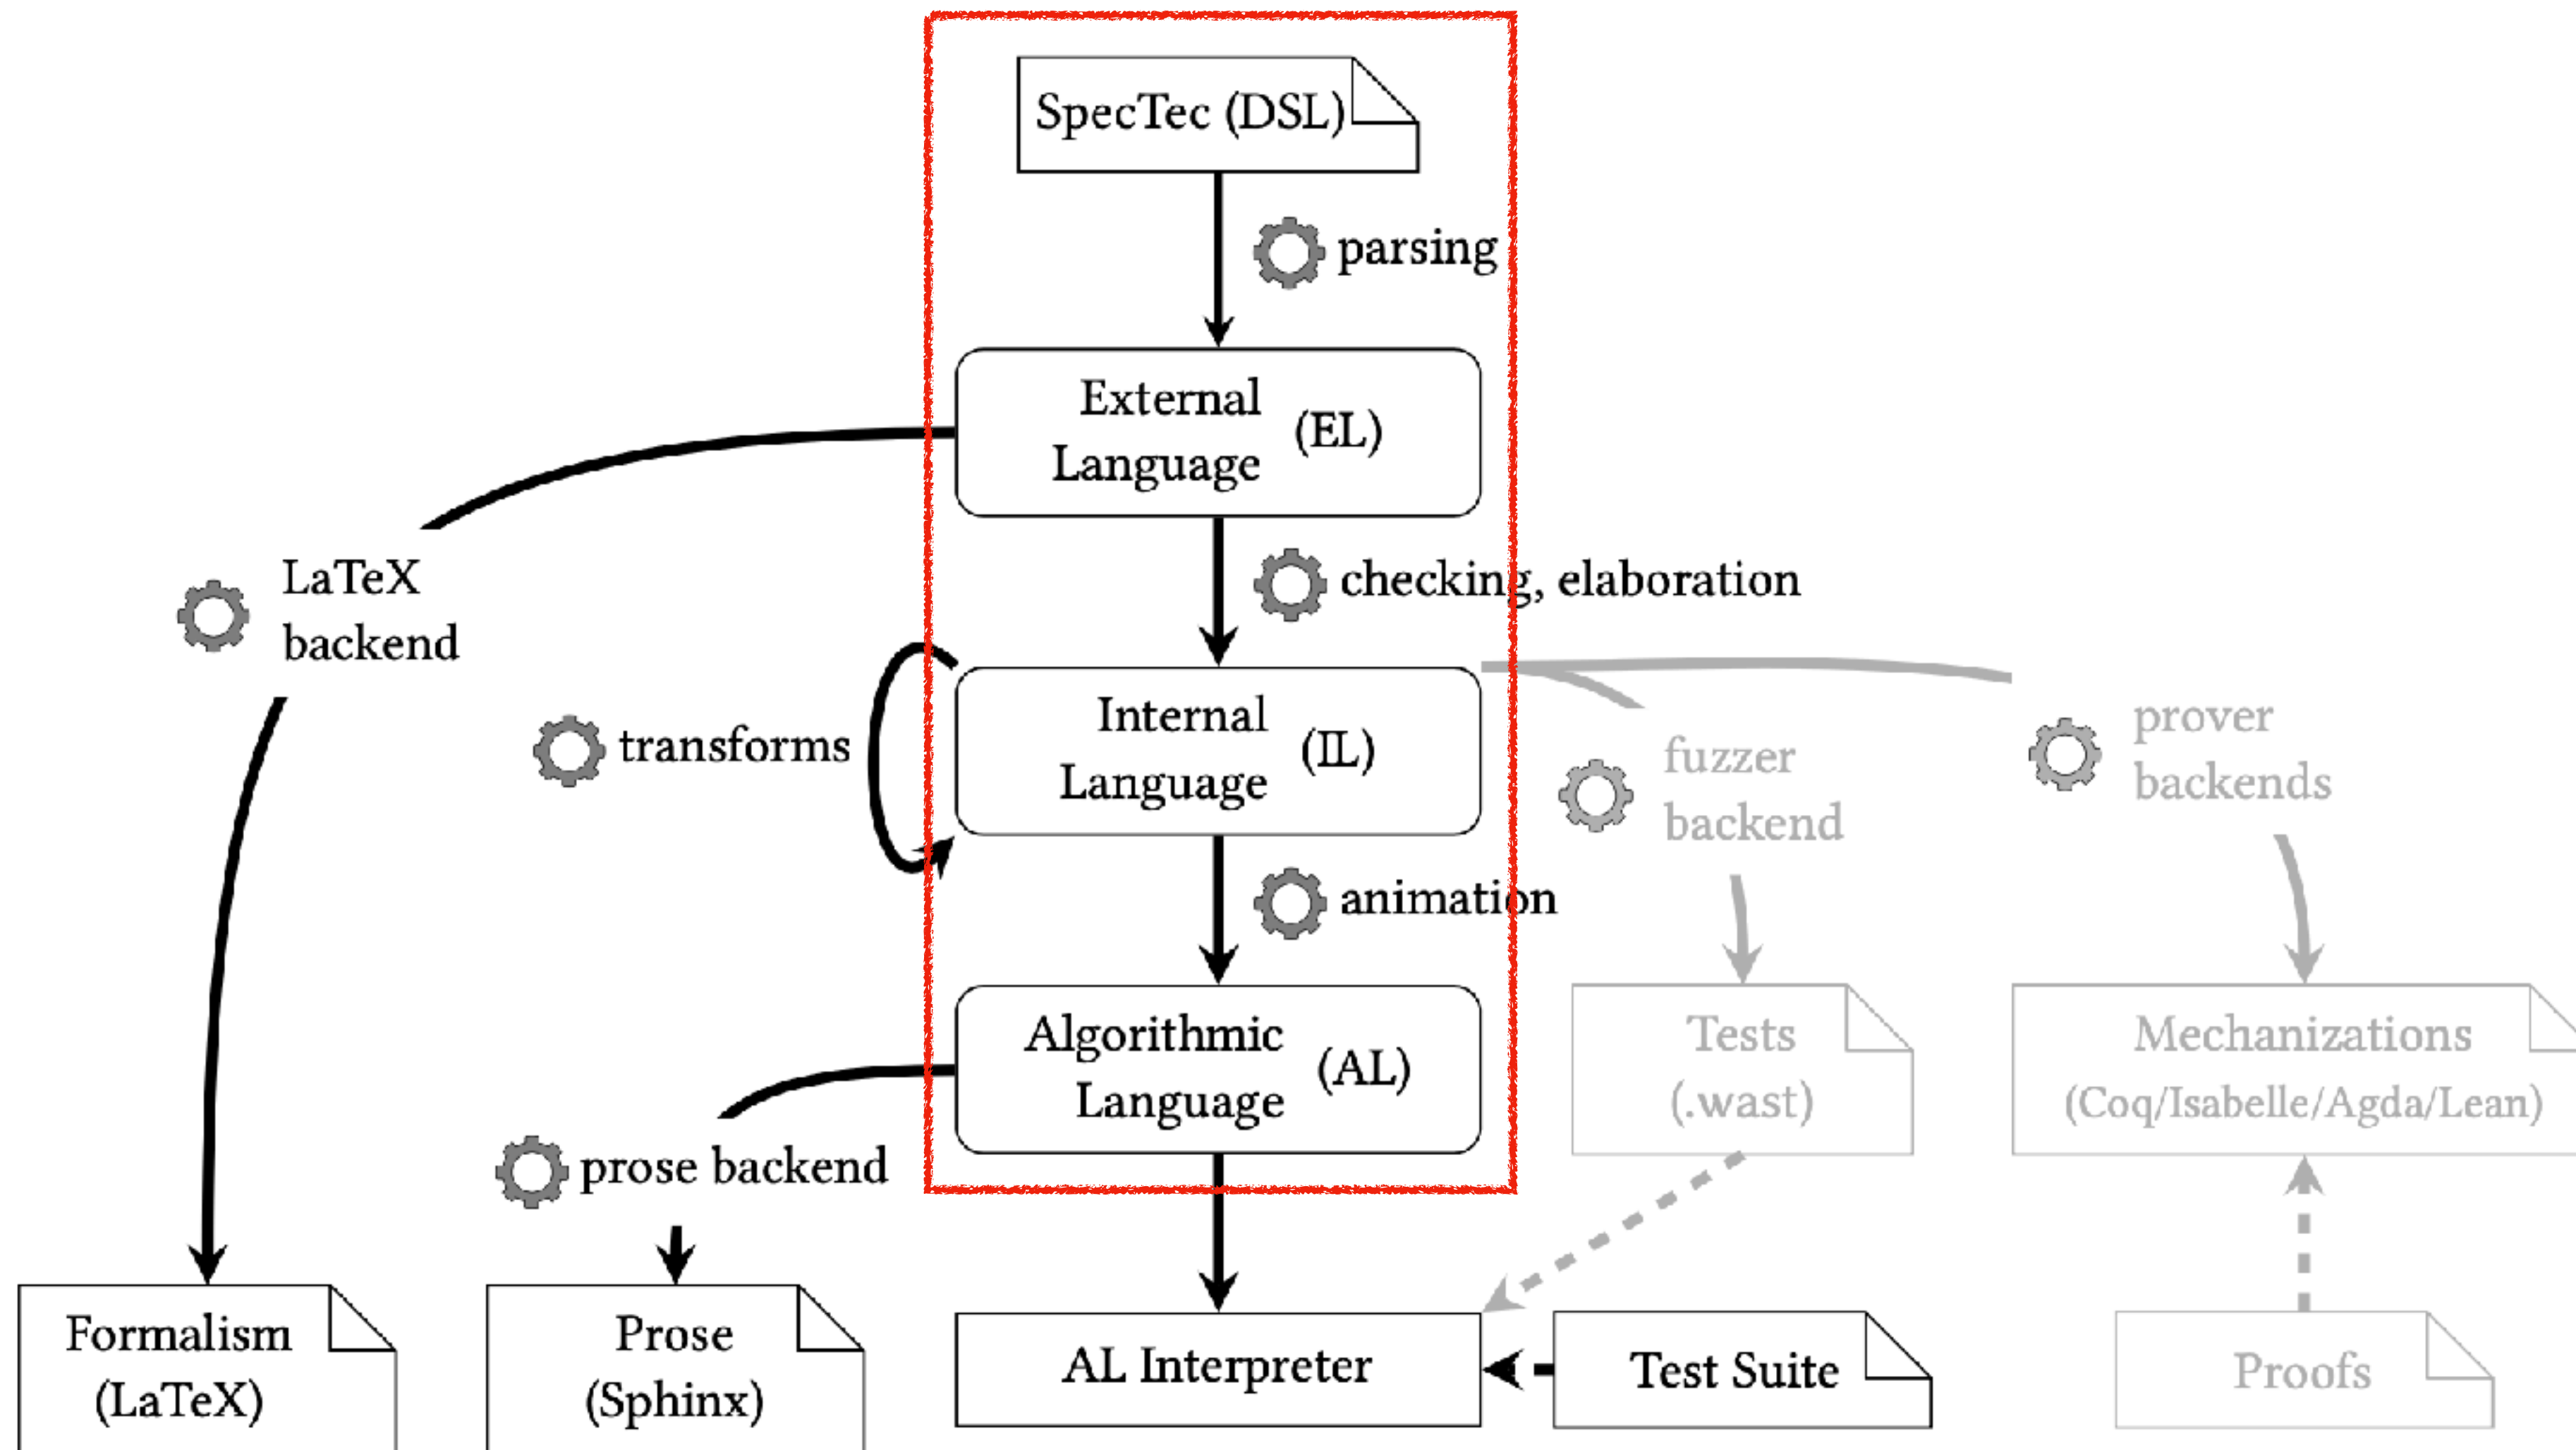 SpecTec (DSL)
parsing
External
Language
(EL)
LaTeX
backend
checking, elaboration
transforms
Internal
Language
(IL)
fuzzer
backend
prover
backends
animation
Algorithmic
Language
(AL)
prose backend
Tests
(.wast)
Mechanizations
(Coq/Isabelle/Agda/Lean)
Formalism
(LaTeX)
Prose
(Sphinx)
AL Interpreter
Test Suite
Proofs